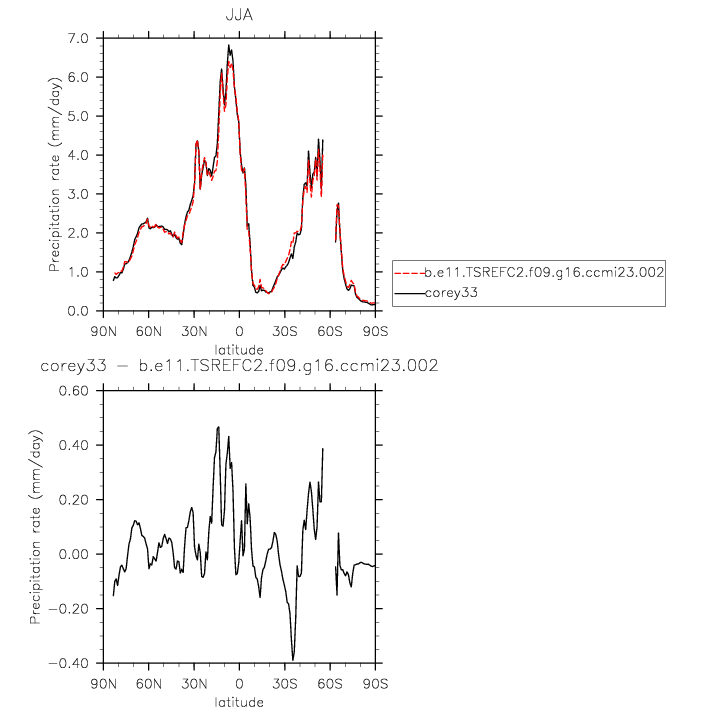 JJA
7.0
6.0
5.0
4.0
3.0
2.0
1.0
0.0
Precipitation rate (mm/day)
90N 60N 30N 0 30S 60S 90S
latitude
b.e11.TSREFC2.f09.g16.ccmi23.002
corey33
corey33 − b.e11.TSREFC2.f09.g16.ccmi23.002
0.60
0.40
0.20
0.00
−0.20
−0.40
Precipitation rate (mm/day)
90N 60N 30N 0 30S 60S 90S
latitude